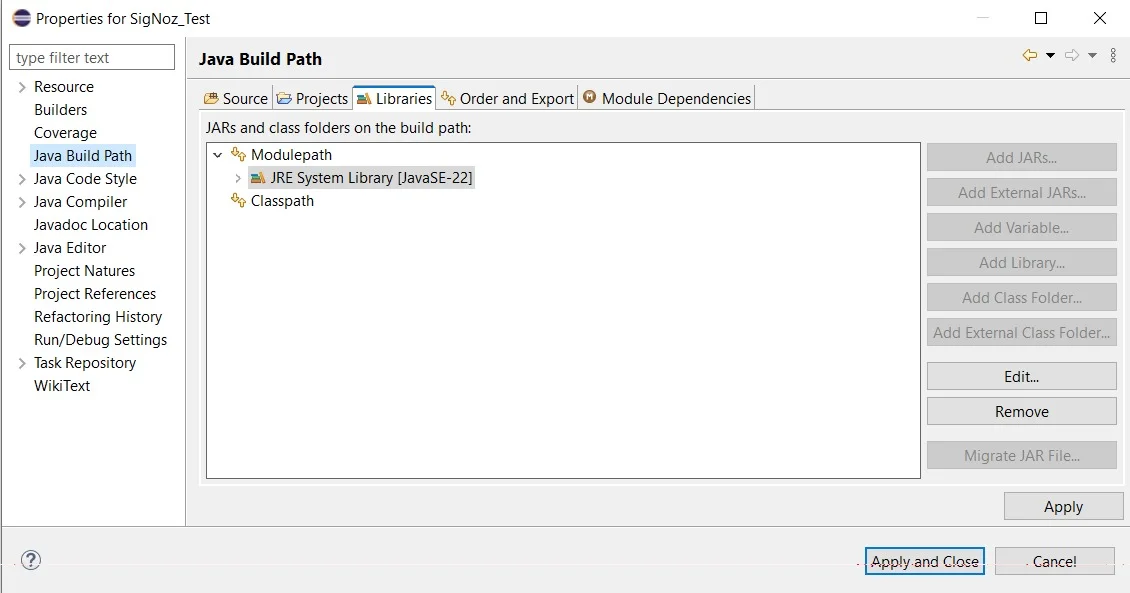 Properties for SigNoz_Test
type filter text
Resource
Builders
Coverage
Java Build Path
Java Code Style
Java Compiler
Javadoc Location
Java Editor
Project Natures
Project References
Refactoring History
Run/Debug Settings
Task Repository
WikiText
Java Build Path
Source Projects Libraries Order and Export Module Dependencies
JARs and class folders on the build path:
Modulepath
JRE System Library [JavaSE-22]
Classpath
Add JARs...
Add External JARs...
Add Variable...
Add Library...
Add Class Folder...
Add External Class Folder...
Edit...
Remove
Migrate JAR File...
Apply
Apply and Close Cancel